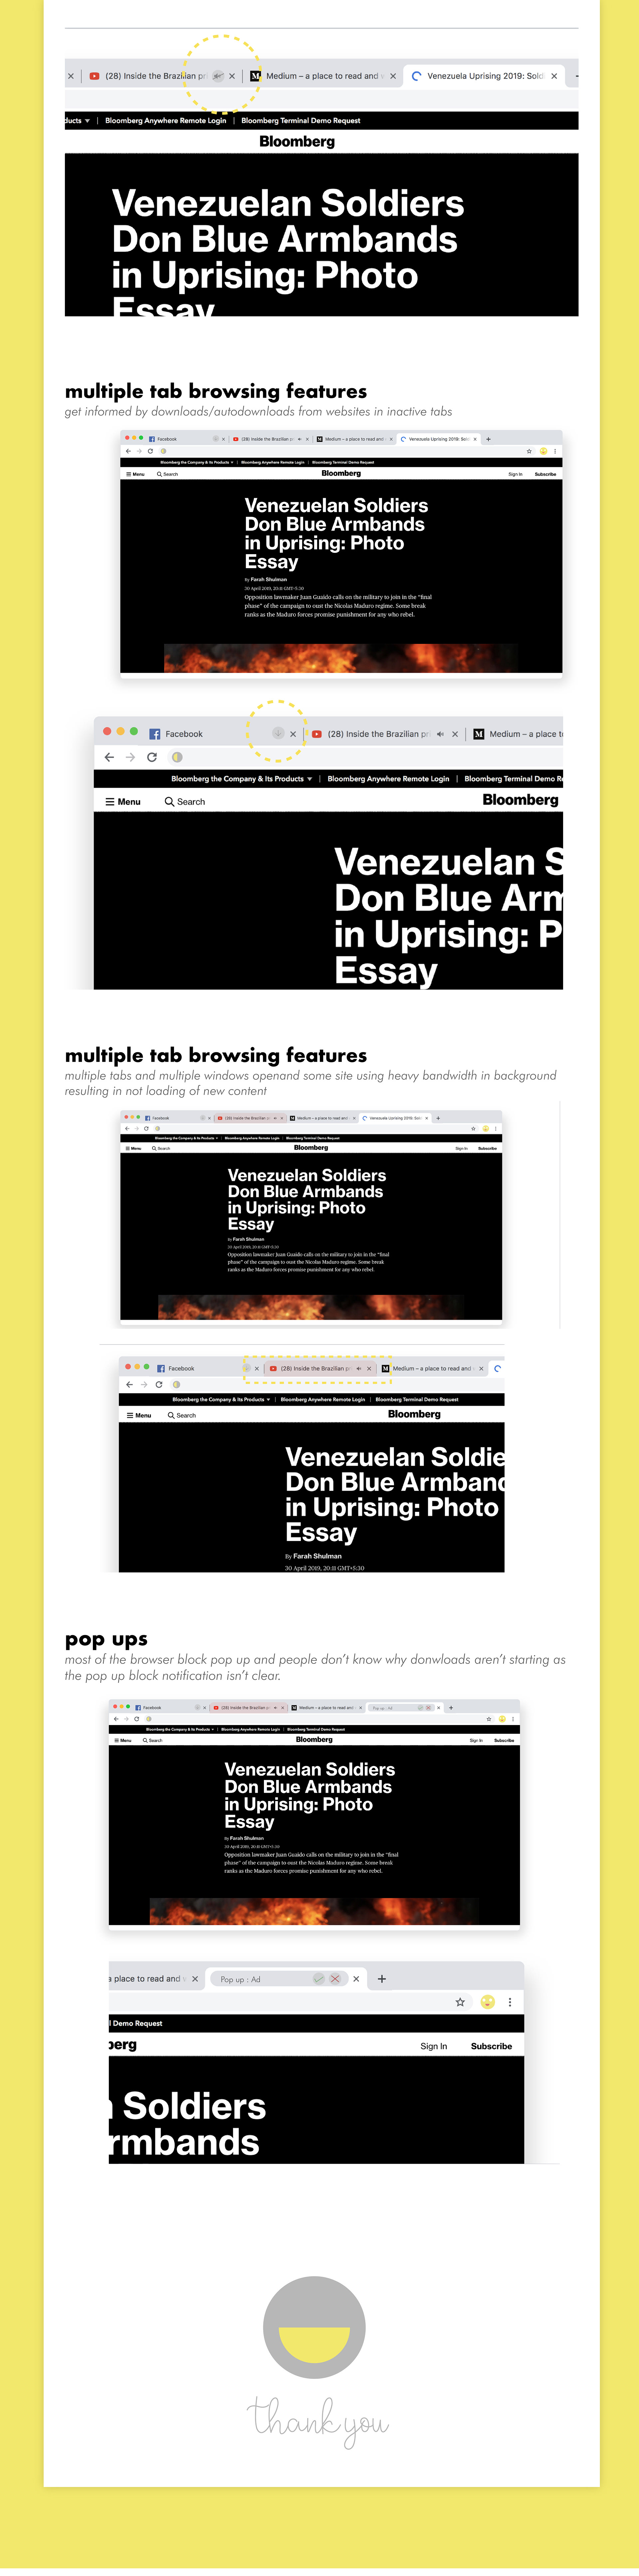 (28) Inside the Brazilian pr
Medium – a place to read and
Venezuela Uprising 2019: Sold
ducts
Bloomberg Anywhere Remote Login
Bloomberg Terminal Demo Request
Bloomberg
Venezuelan Soldiers
Don Blue Armbands
in Uprising: Photo
Essay
multiple tab browsing features
get informed by downloads/autodownloads from websites in inactive tabs
Facebook
(28) Inside the Brazilian pr
Medium – a place to read and
Venezuela Uprising 2019: Sold
Bloomberg the Company & Its Products
Bloomberg Anywhere Remote Login
Bloomberg Terminal Demo Request
Menu
Search
Bloomberg
Sign In
Subscribe
Venezuelan Soldiers
Don Blue Armbands
in Uprising: Photo
Essay
By Farah Shulman
30 April 2019, 20:11 GMT+5:30
Opposition lawmaker Juan Guaido calls on the military to join in the "final
phase" of the campaign to oust the Nicolas Maduro regime. Some break
ranks as the Maduro forces promise punishment for any who rebel.
Facebook
(28) Inside the Brazilian pri
Medium – a place t
Bloomberg the Company & Its Products
Bloomberg Anywhere Remote Login
Bloomberg Terminal Demo R
Menu
Search
Bloomberg
Venezuelan S
Don Blue Arm
in Uprising: P
Essay
multiple tab browsing features
multiple tabs and multiple windows openand some site using heavy bandwidth in background
resulting in not loading of new content
Facebook
(28) Inside the Brazilian pr
Medium – a place to read and
Venezuela Uprising 2019: Sold
Bloomberg the Company & Its Products
Bloomberg Anywhere Remote Login
Bloomberg Terminal Demo Request
Menu
Search
Bloomberg
Sign In
Subscribe
Venezuelan Soldiers
Don Blue Armbands
in Uprising: Photo
Essay
By Farah Shulman
30 April 2019, 20:11 GMT+5:30
Opposition lawmaker Juan Guaido calls on the military to join in the "final
phase" of the campaign to oust the Nicolas Maduro regime. Some break
ranks as the Maduro forces promise punishment for any who rebel.
Facebook
(28) Inside the Brazilian pri
Medium – a place to read and
Bloomberg the Company & Its Products
Bloomberg Anywhere Remote Login
Bloomberg Terminal Demo Request
Menu
Search
Bloomberg
Venezuelan Soldie
Don Blue Armband
in Uprising: Photo
Essay
By Farah Shulman
30 April 2019, 20:11 GMT+5:30
pop ups
most of the browser block pop up and people don't know why donwloads aren't starting as
the pop up block notification isn't clear.
Facebook
(28) Inside the Brazilian pr
Medium – a place to read and
Pop up : Ad
Bloomberg the Company & Its Products
Bloomberg Anywhere Remote Login
Bloomberg Terminal Demo Request
Menu
Search
Bloomberg
Sign In
Subscribe
Venezuelan Soldiers
Don Blue Armbands
in Uprising: Photo
Essay
By Farah Shulman
30 April 2019, 20:11 GMT+5:30
Opposition lawmaker Juan Guaido calls on the military to join in the "final
phase" of the campaign to oust the Nicolas Maduro regime. Some break
ranks as the Maduro forces promise punishment for any who rebel.
a place to read and
Pop up : Ad
l Demo Request
berg
Sign In
Subscribe
n Soldiers
rmbands
thank you